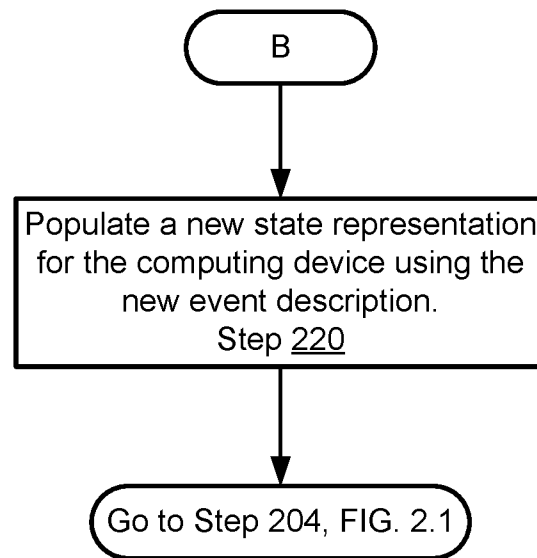 B
Populate a new state representation
for the computing device using the
new event description.
Step 220
Go to Step 204, FIG. 2.1